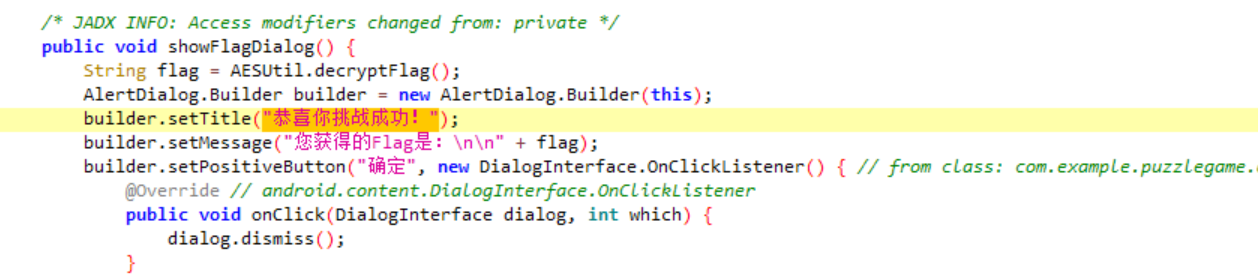 /* JADX INFO: Access modifiers changed from: private */
public void showFlagDialog() {
String flag = AESUtil.decryptFlag();
AlertDialog.Builder builder = new AlertDialog.Builder(this);
builder.setTitle("恭喜你挑战成功！");
builder.setMessage("您获得的Flag是：\n\n" + flag);
builder.setPositiveButton("确定", new DialogInterface.OnClickListener() { // from class: com.example.puzzlegame.
@Override // android.content.DialogInterface.OnClickListener
public void onClick(DialogInterface dialog, int which) {
dialog.dismiss();
}